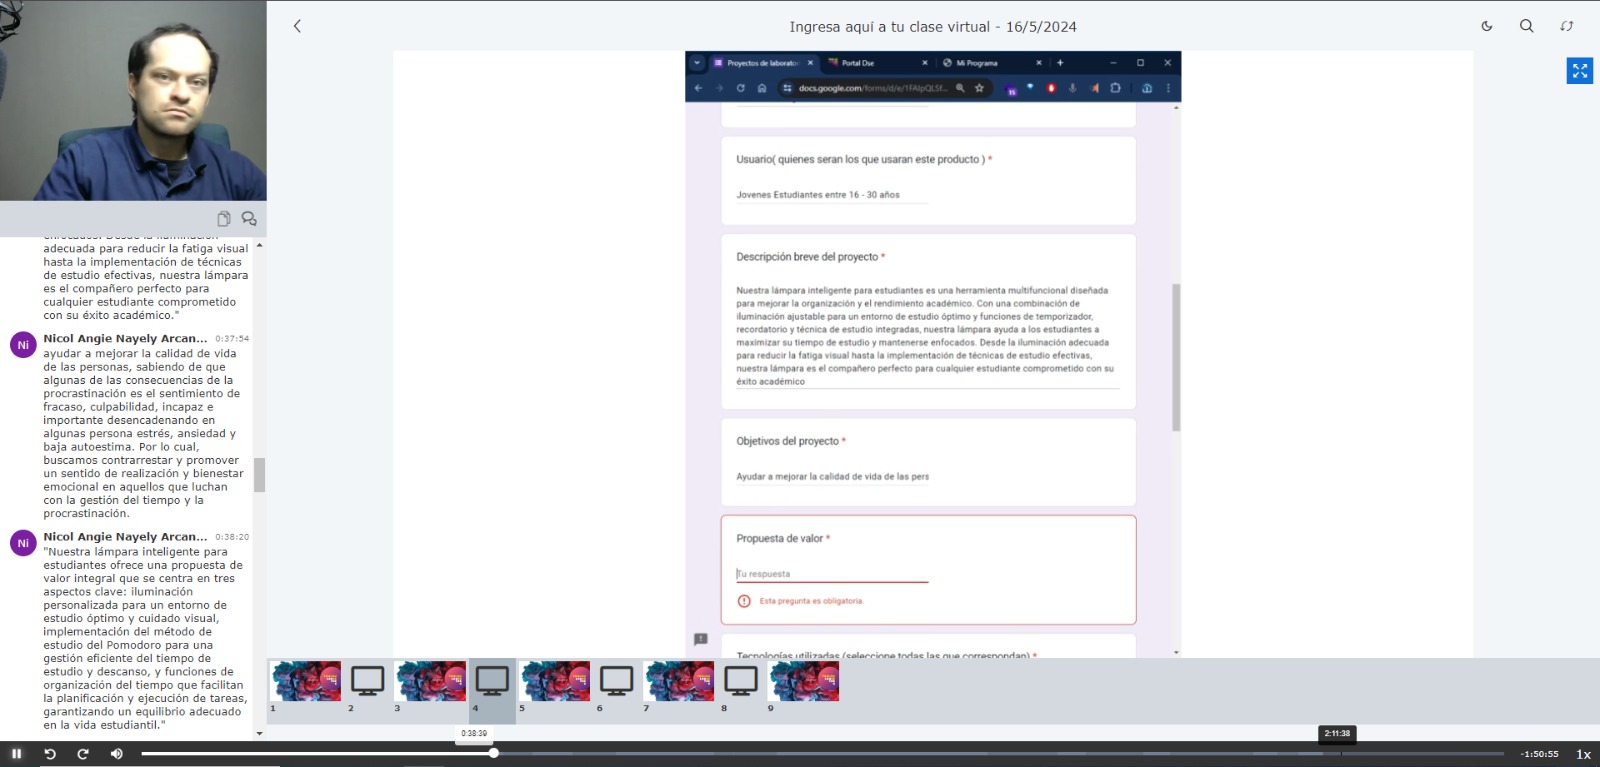 Ingresa aquí a tu clase virtual - 16/5/2024
adecuada para reducir la fatiga visual
hasta la implementación de técnicas
de estudio efectivas, nuestra lámpara
es el compañero perfecto para
cualquier estudiante comprometido
con su éxito académico."
Ni
Nicol Angie Nayely Arcan... 0:37:54
ayudar a mejorar la calidad de vida
de las personas, sabiendo de que
algunas de las consecuencias de la
procrastinación es el sentimiento de
fracaso, culpabilidad, incapaz e
importante desencadenando en
algunas persona estrés, ansiedad y
baja autoestima. Por lo cual,
buscamos contrarrestar y promover
un sentido de realización y bienestar
emocional en aquellos que luchan
con la gestión del tiempo y la
procrastinación.
Ni
Nicol Angie Nayely Arcan... 0:38:20
"Nuestra lámpara inteligente para
estudiantes ofrece una propuesta de
valor integral que se centra en tres
aspectos clave: iluminación
personalizada para un entorno de
estudio óptimo y cuidado visual,
implementación del método de
estudio del Pomodoro para una
gestión eficiente del tiempo de
estudio y descanso, y funciones de
organización del tiempo que facilitan
la planificación y ejecución de tareas,
garantizando un equilibrio adecuado
en la vida estudiantil."
Proyectos de laborato Portal Dse Mi Programa
docs.google.com/forms/d/e/1FAIpQLSf...
Usuario( quienes seran los que usaran este producto ) *
Jovenes Estudiantes entre 16 - 30 años
Descripción breve del proyecto *
Nuestra lámpara inteligente para estudiantes es una herramienta multifuncional diseñada
para mejorar la organización y el rendimiento académico. Con una combinación de
iluminación ajustable para un entorno de estudio óptimo y funciones de temporizador,
recordatorio y técnica de estudio integradas, nuestra lámpara ayuda a los estudiantes a
maximizar su tiempo de estudio y mantenerse enfocados. Desde la iluminación adecuada
para reducir la fatiga visual hasta la implementación de técnicas de estudio efectivas,
nuestra lámpara es el compañero perfecto para cualquier estudiante comprometido con su
éxito académico
Objetivos del proyecto *
Ayudar a mejorar la calidad de vida de las pers
Propuesta de valor *
Tu respuesta
Esta pregunta es obligatoria.
Tecnologías utilizadas (seleccione todas las que correspondan) *
1 2 3 4 5 6 7 8 9
0:38:39
2:11:38
-1:50:55 1x